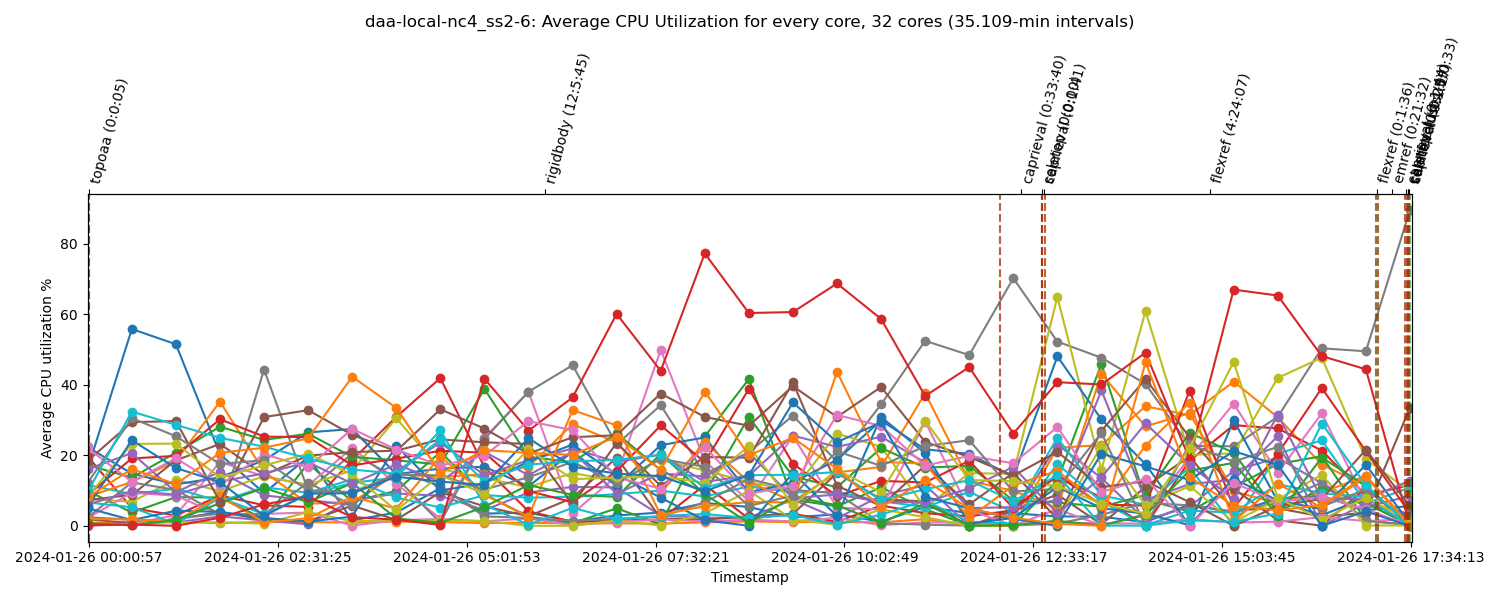 daa-local-nc4_ss2-6: Average CPU Utilization for every core, 32 cores (35.109-min intervals)
topoaa (0:0:05)
rigidbody (12:5:45)
caprieval (0:33:40)
flexref (4:24:07)
flexref (0:1:36)
emref (0:21:32)
Average CPU utilization %
80
60
40
20
0
2024-01-26 00:00:57
2024-01-26 02:31:25
2024-01-26 05:01:53
2024-01-26 07:32:21
2024-01-26 10:02:49
2024-01-26 12:33:17
2024-01-26 15:03:45
2024-01-26 17:34:13
Timestamp